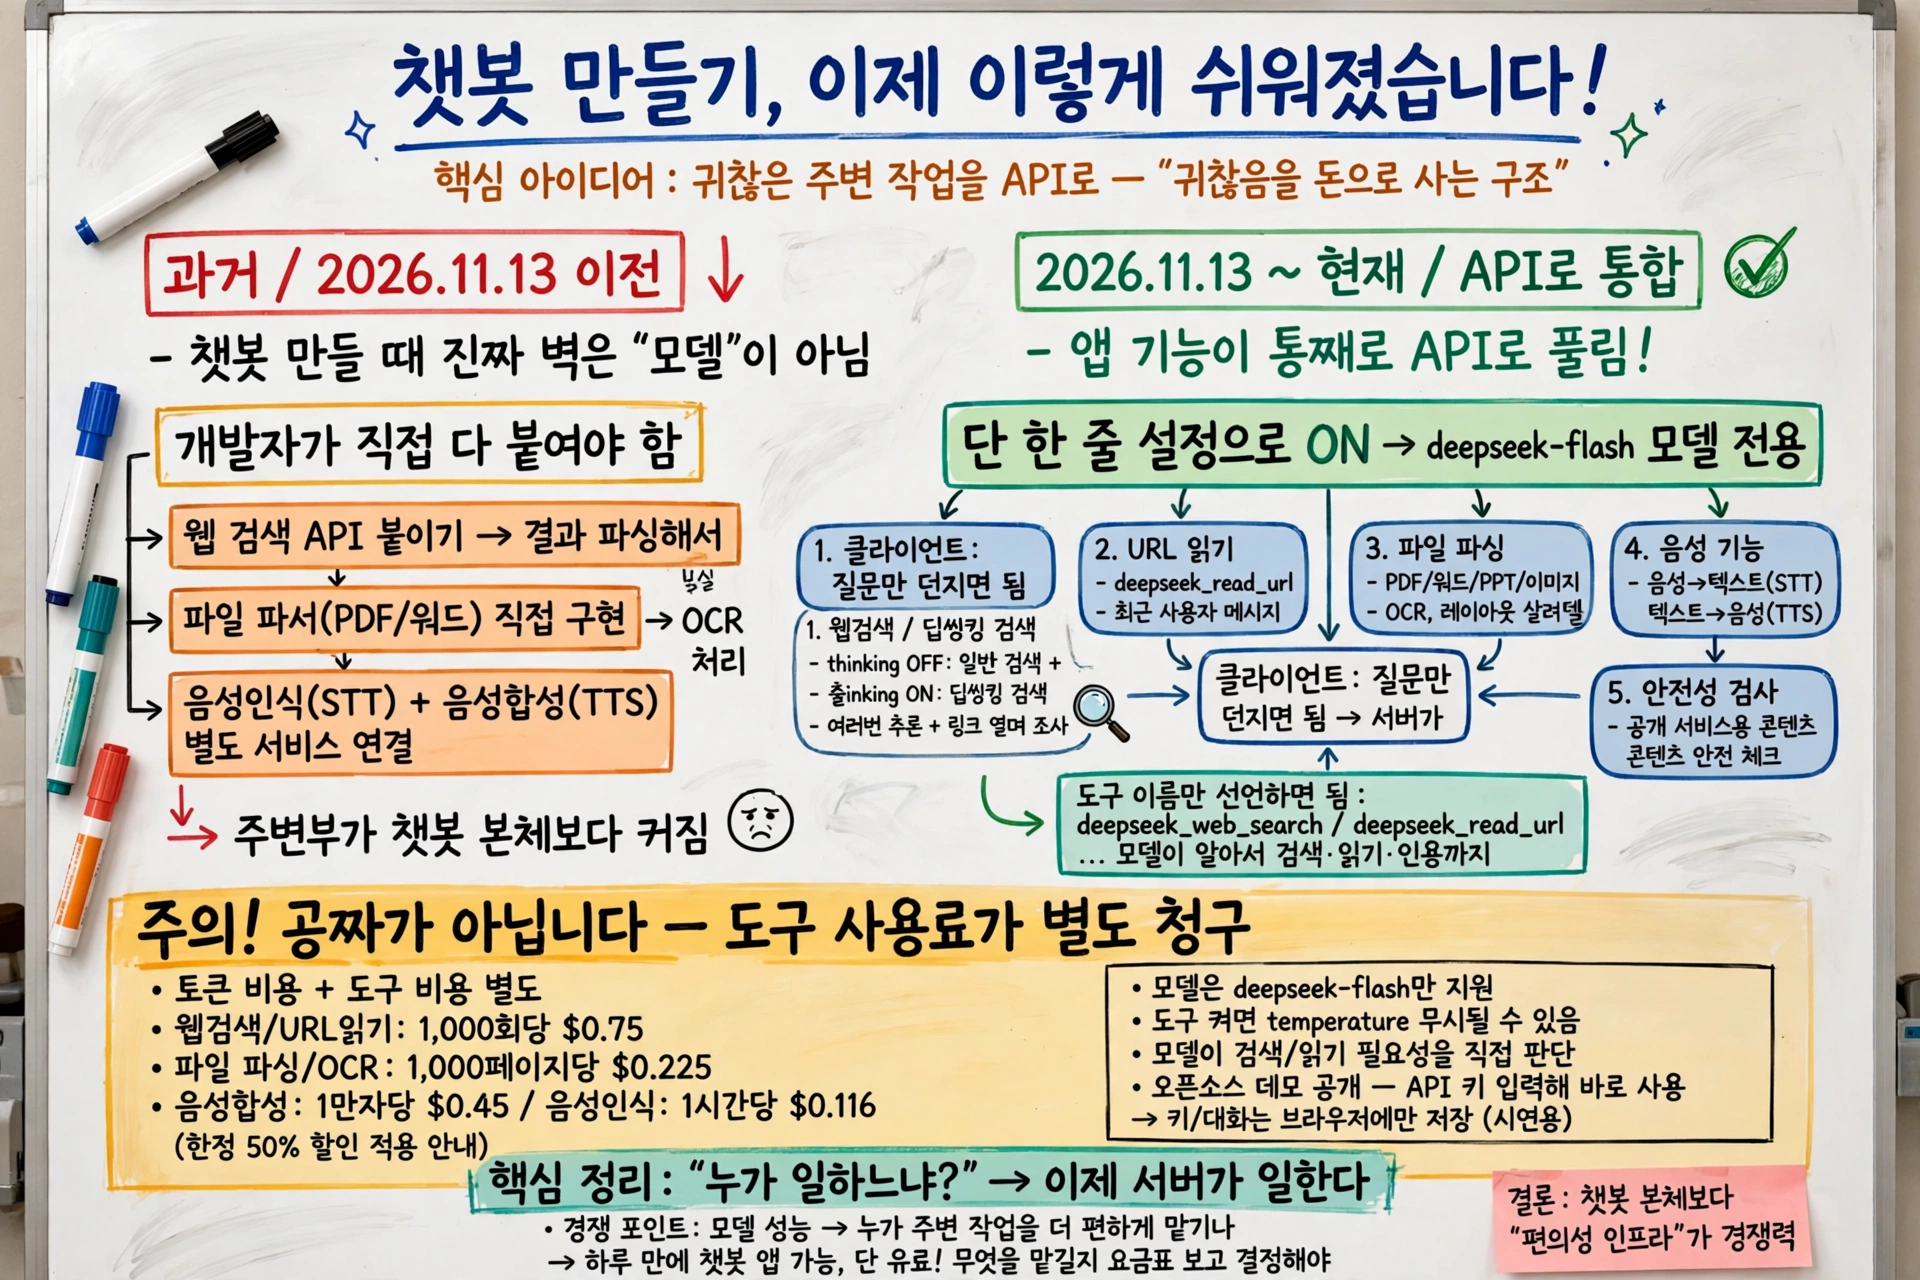 챗봇 만들기, 이제 이렇게 쉬워졌습니다!
핵심 아이디어 : 귀찮은 주변 작업을 API로 — “귀찮음을 돈으로 사는 구조”
과거 / 2026.11.13 이전
- 챗봇 만들 때 진짜 벽은 “모델”이 아님
개발자가 직접 다 붙여야 함
웹 검색 API 붙이기 → 결과 파싱해서
파일 파서(PDF/워드) 직접 구현 →
OCR
처리
음성인식(STT) + 음성합성(TTS)
별도 서비스 연결
주변부가 챗봇 본체보다 커짐
2026.11.13 ~ 현재 / API로 통합
- 앱 기능이 통째로 API로 풀림!
단 한 줄 설정으로 ON → deepseek-flash 모델 전용
1. 클라이언트:
질문만 던지면 됨
1. 웹검색 / 딥씽킹 검색
- thinking OFF: 일반 검색 +
- 출inking ON: 딥씽킹 검색
- 여러번 추론 + 링크 열며 조사
2. URL 읽기
- deepseek_read_url
- 최근 사용자 메시지
3. 파일 파싱
- PDF/워드/PPT/이미지
- OCR, 레이아웃 살려델
4. 음성 기능
- 음성→텍스트(STT)
텍스트→음성(TTS)
클라이언트: 질문만
던지면 됨 → 서버가
5. 안전성 검사
- 공개 서비스용 콘텐츠
콘텐츠 안전 체크
도구 이름만 선언하면 됨 :
deepseek_web_search / deepseek_read_url
... 모델이 알아서 검색·읽기·인용까지
주의! 공짜가 아닙니다 — 도구 사용료가 별도 청구
• 토큰 비용 + 도구 비용 별도
• 웹검색/URL읽기: 1,000회당 $0.75
• 파일 파싱/OCR: 1,000페이지당 $0.225
• 음성합성: 1만자당 $0.45 / 음성인식: 1시간당 $0.116
(한정 50% 할인 적용 안내)
• 모델은 deepseek-flash만 지원
• 도구 켜면 temperature 무시될 수 있음
• 모델이 검색/읽기 필요성을 직접 판단
• 오픈소스 데모 공개 — API 키 입력해 바로 사용
→ 키/대화는 브라우저에만 저장 (시연용)
핵심 정리: “누가 일하느냐?” → 이제 서버가 일한다
• 경쟁 포인트: 모델 성능 → 누가 주변 작업을 더 편하게 맡기나
→ 하루 만에 챗봇 앱 가능, 단 유료! 무엇을 맡길지 요금표 보고 결정해야
결론: 챗봇 본체보다
“편의성 인프라”가 경쟁력